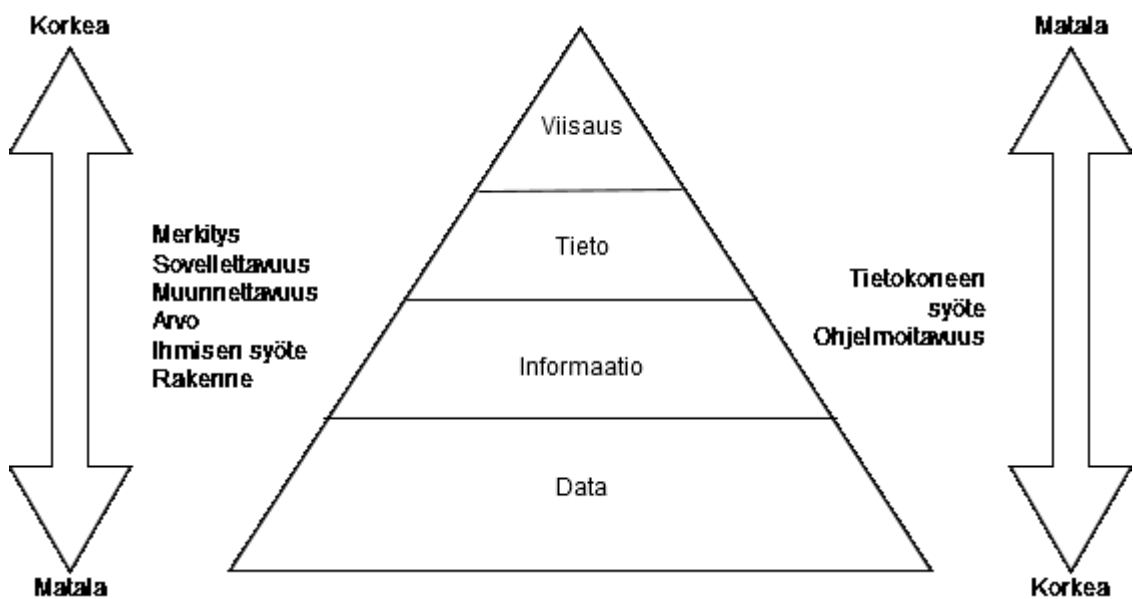 Korkea
Matala
Viisaus
Merkitys
Sovellettavuus
Muunnettavuus
Arvo
Ihmisen syöte
Rakenne
Tieto
Tietokoneen
syöte
Ohjelmoitavuus
Informaatio
Data
Matala
Korkea